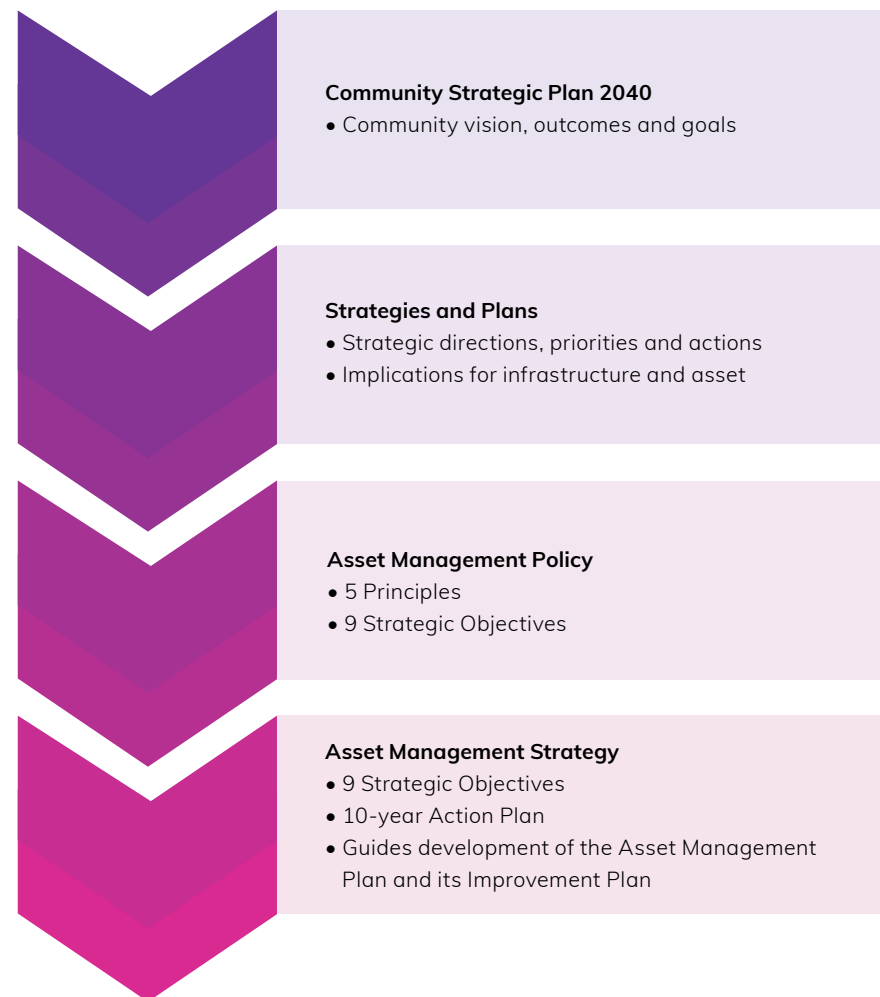 Community Strategic Plan 2040
• Community vision, outcomes and goals
Strategies and Plans
• Strategic directions, priorities and actions
• Implications for infrastructure and asset
Asset Management Policy
• 5 Principles
• 9 Strategic Objectives
Asset Management Strategy
• 9 Strategic Objectives
• 10-year Action Plan
• Guides development of the Asset Management
Plan and its Improvement Plan